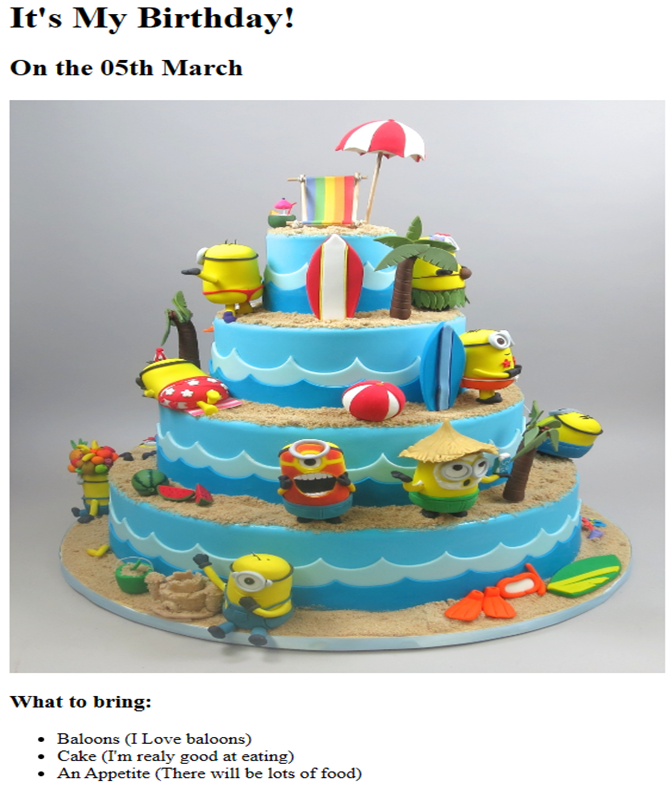 It's My Birthday!
On the 05th March
What to bring:
Baloons (I Love baloons)
Cake (I'm realy good at eating)
An Appetite (There will be lots of food)